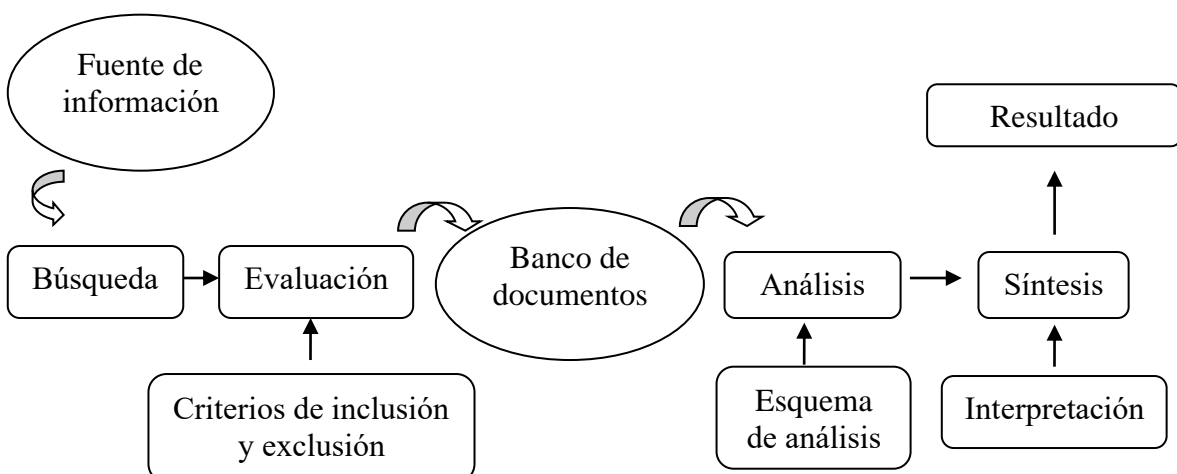 Fuente de
información
Búsqueda
Evaluación
Criterios de inclusión
y exclusión
Banco de
documentos
Análisis
Esquema
de análisis
Síntesis
Interpretación
Resultado